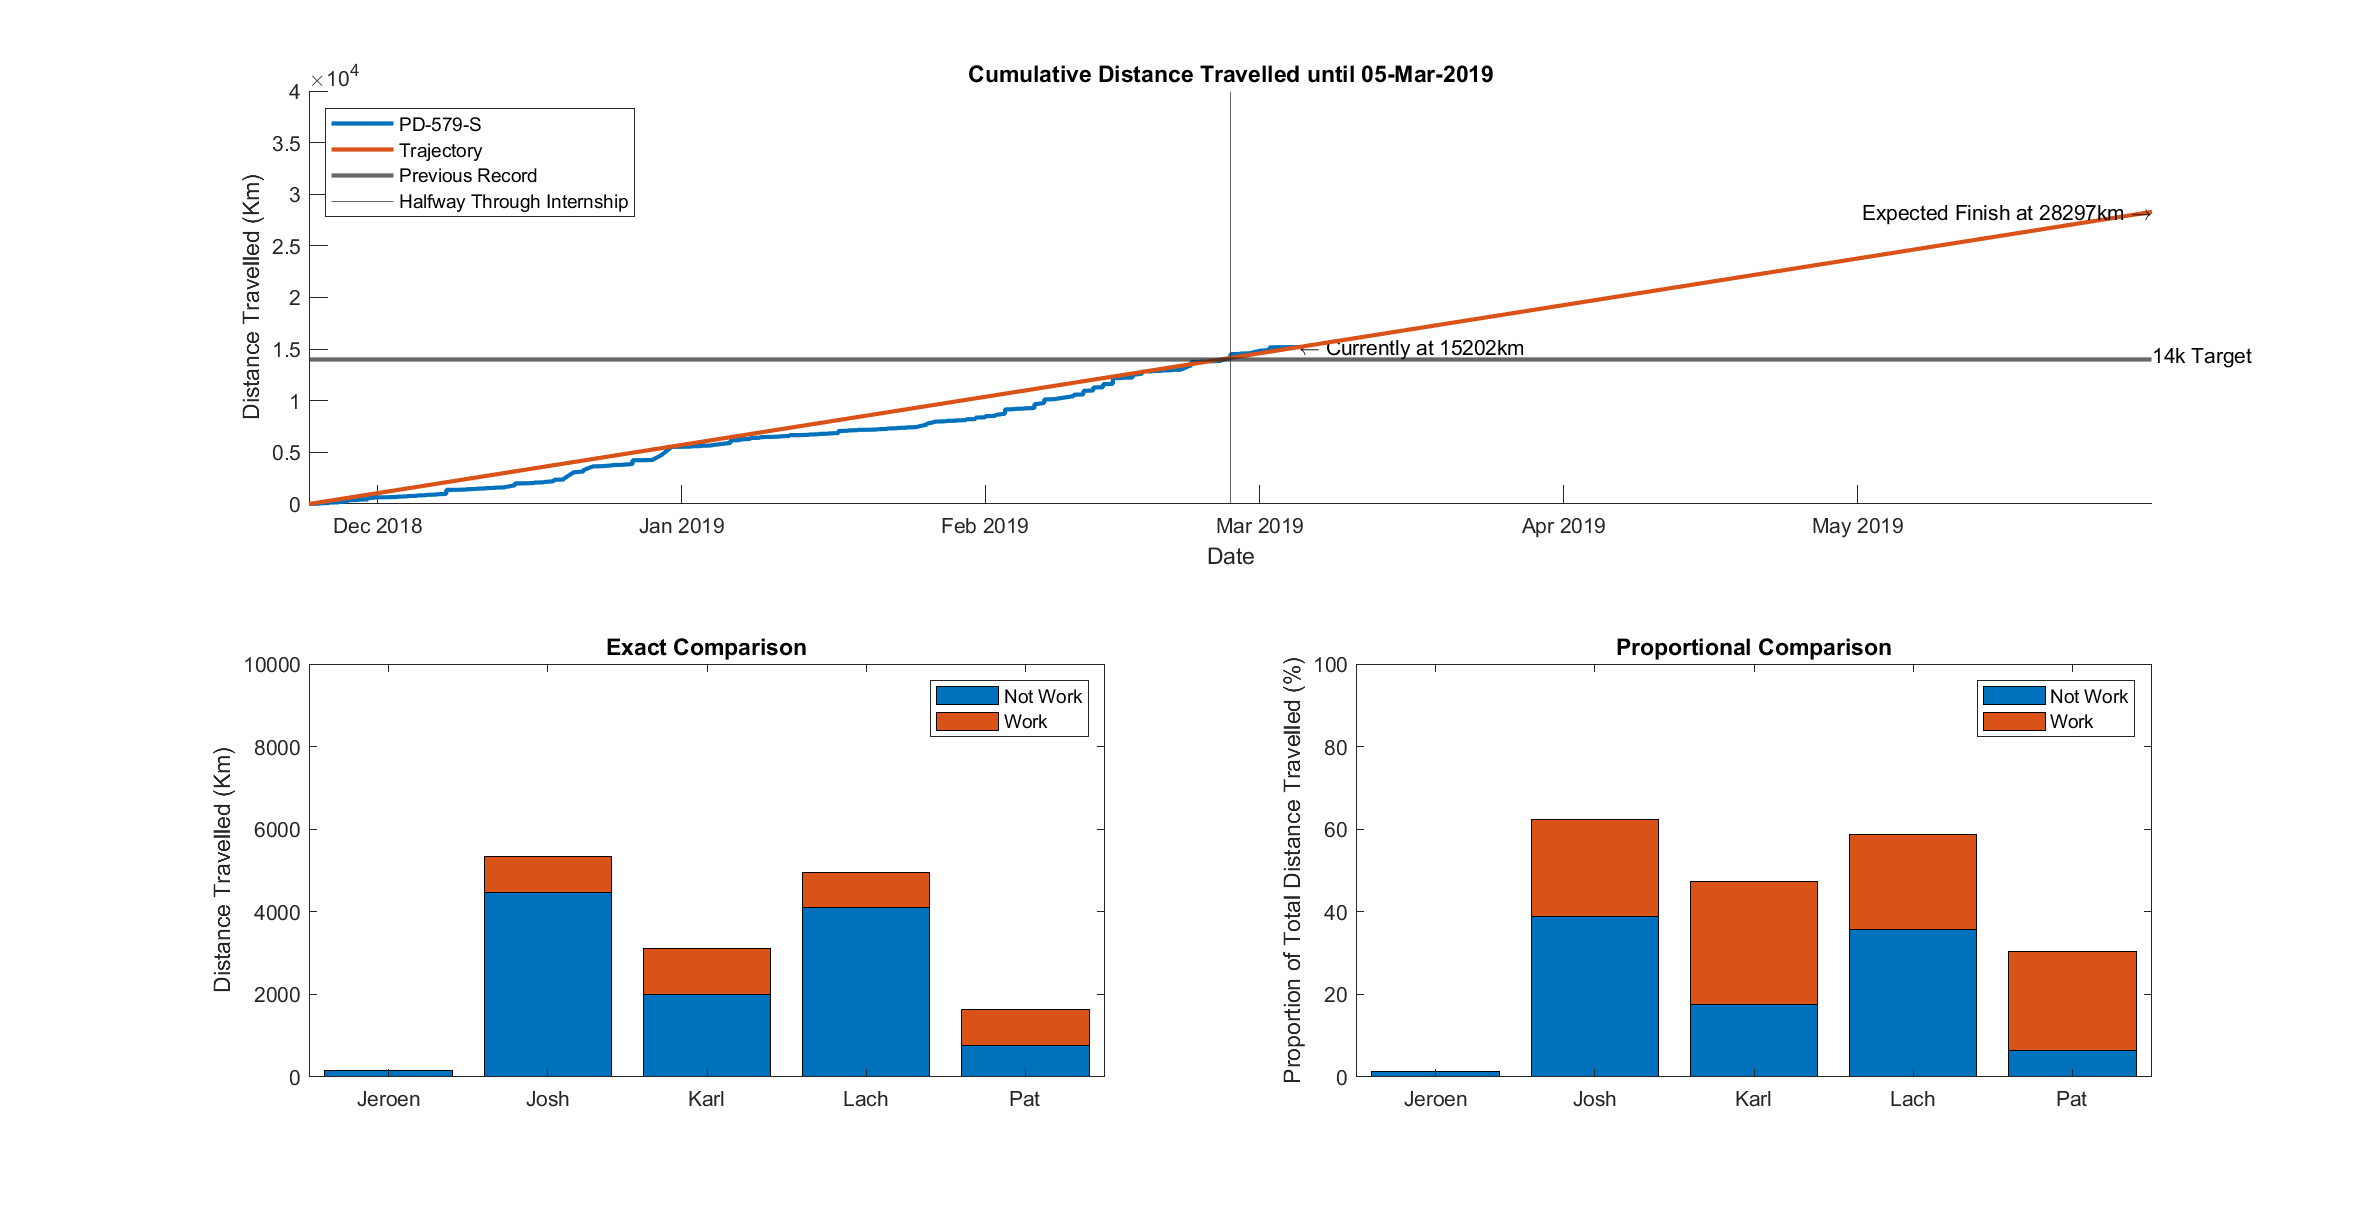 Cumulative Distance Travelled until 05-Mar-2019
×10⁴
4
3.5
3
2.5
2
1.5
1
0.5
0
Distance Travelled (Km)
PD-579-S
Trajectory
Previous Record
Halfway Through Internship
Expected Finish at 28297km →
← Currently at 15202km
14k Target
Dec 2018
Jan 2019
Feb 2019
Mar 2019
Apr 2019
May 2019
Date
Exact Comparison
10000
8000
6000
4000
2000
0
Distance Travelled (Km)
Not Work
Work
Jeroen
Josh
Karl
Lach
Pat
Proportional Comparison
100
80
60
40
20
0
Proportion of Total Distance Travelled (%)
Not Work
Work
Jeroen
Josh
Karl
Lach
Pat